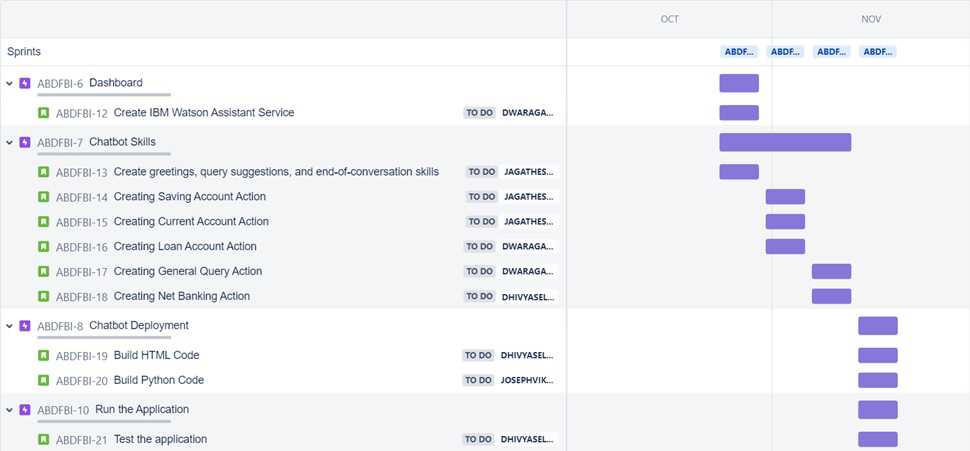 OCT NOV
Sprints ABDF... ABDF... ABDF... ABDF...
ABDFBI-6 Dashboard
ABDFBI-12 Create IBM Watson Assistant Service TO DO DWARAGA...
ABDFBI-7 Chatbot Skills
ABDFBI-13 Create greetings, query suggestions, and end-of-conversation skills TO DO JAGATHES...
ABDFBI-14 Creating Saving Account Action TO DO JAGATHES...
ABDFBI-15 Creating Current Account Action TO DO JAGATHES...
ABDFBI-16 Creating Loan Account Action TO DO DWARAGA...
ABDFBI-17 Creating General Query Action TO DO DWARAGA...
ABDFBI-18 Creating Net Banking Action TO DO DHIVYASEL...
ABDFBI-8 Chatbot Deployment
ABDFBI-19 Build HTML Code TO DO DHIVYASEL...
ABDFBI-20 Build Python Code TO DO JOSEPHVIK...
ABDFBI-10 Run the Application
ABDFBI-21 Test the application TO DO DHIVYASEL...